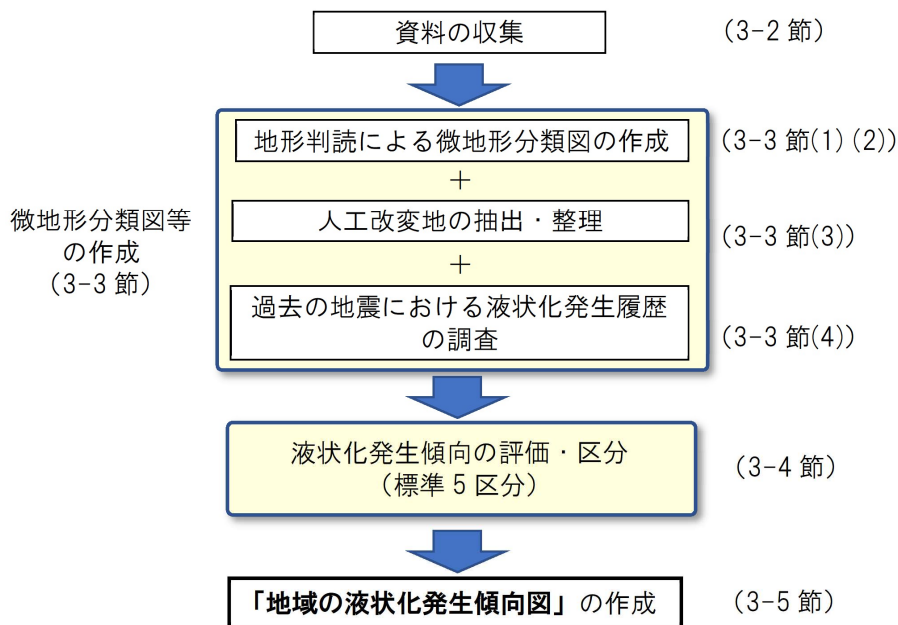 資料の収集
(3-2 節)
地形判読による微地形分類図の作成
(3-3 節(1)(2))
+
微地形分類図等
の作成
(3-3 節)
人工改変地の抽出・整理
(3-3 節(3))
+
過去の地震における液状化発生履歴
の調査
(3-3 節(4))
液状化発生傾向の評価・区分
(標準 5 区分)
(3-4 節)
「地域の液状化発生傾向図」の作成
(3-5 節)